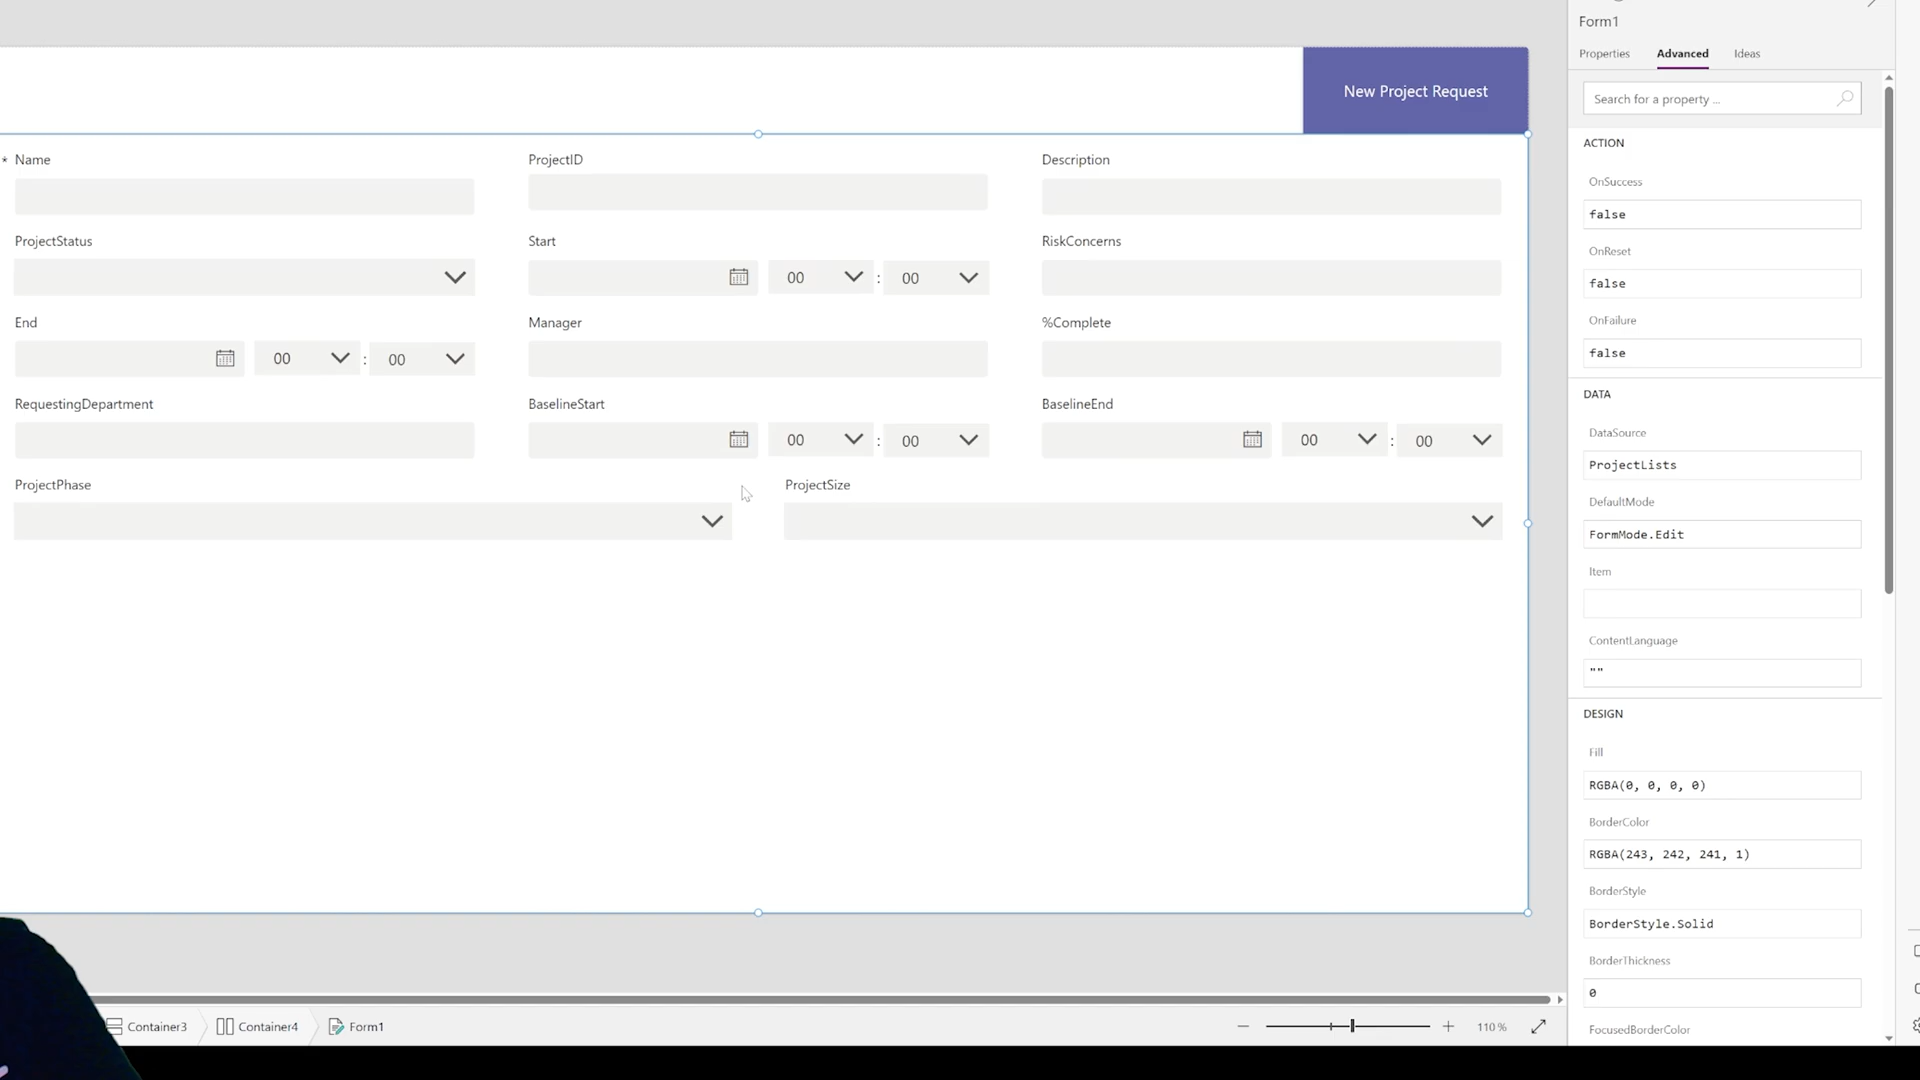 Form1
Properties Advanced Ideas
New Project Request
Search for a property ...
ACTION
* Name ProjectID Description
OnSuccess
false
ProjectStatus Start RiskConcerns
OnReset
00 : 00
false
End Manager %Complete
OnFailure
00 : 00
false
DATA
RequestingDepartment BaselineStart BaselineEnd
DataSource
00 : 00 00 : 00
ProjectLists
ProjectPhase ProjectSize
DefaultMode
FormMode.Edit
Item
ContentLanguage
""
DESIGN
Fill
RGBA(0, 0, 0, 0)
BorderColor
RGBA(243, 242, 241, 1)
BorderStyle
BorderStyle.Solid
BorderThickness
0
FocusedBorderColor
Container3 Container4 Form1 110 %